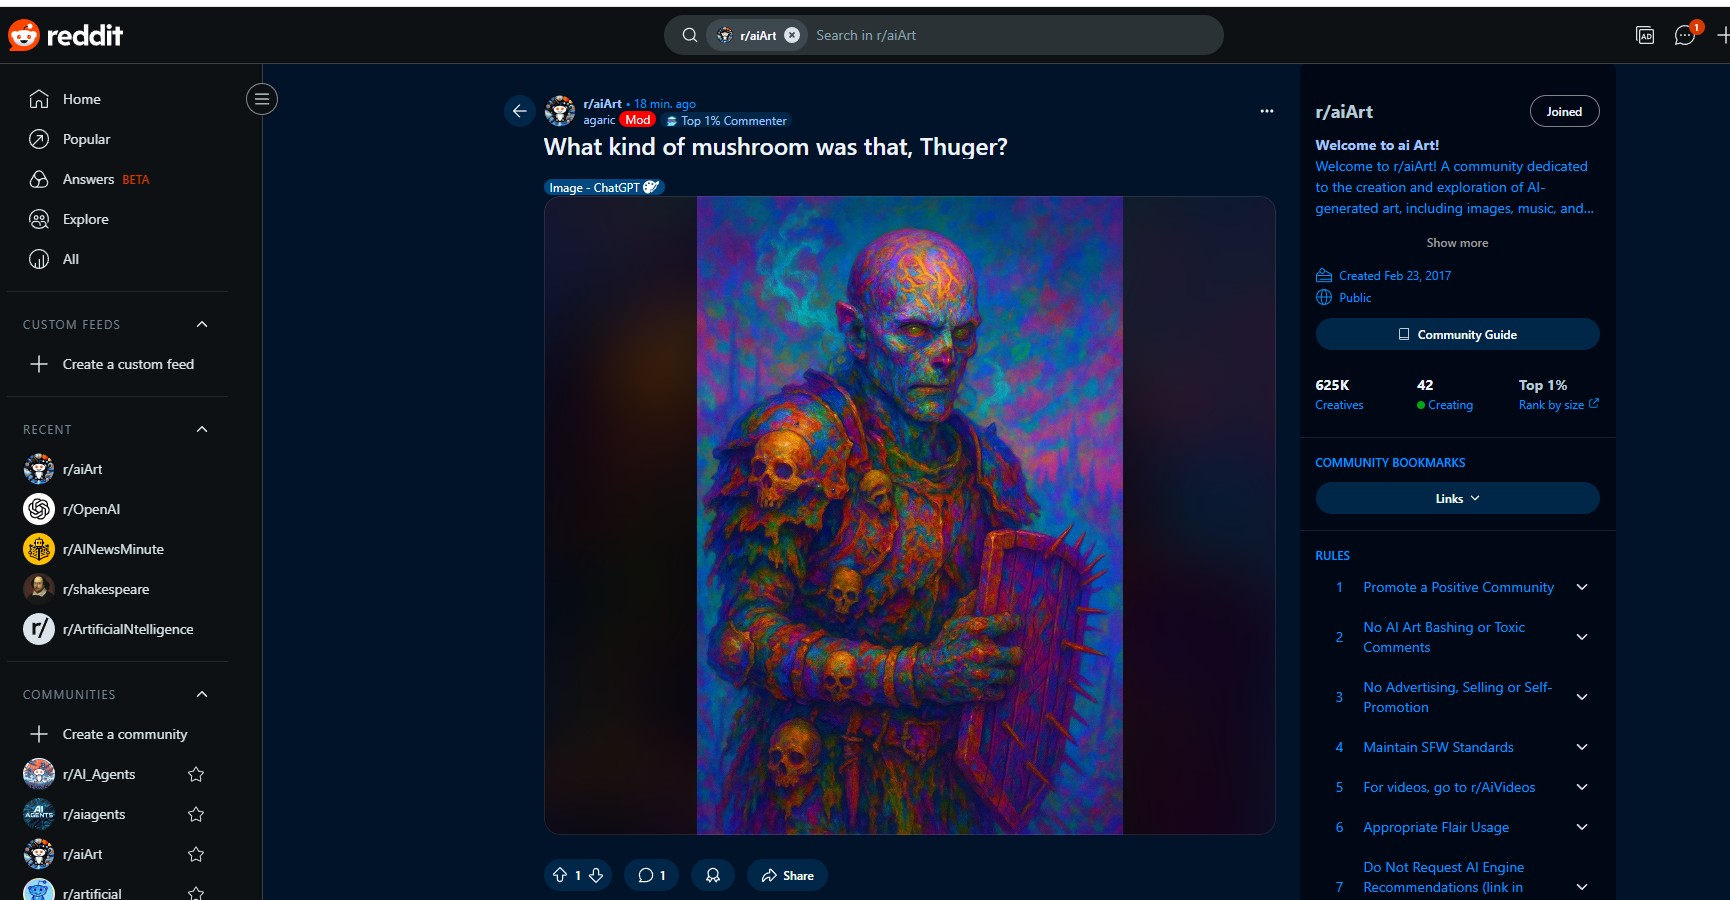 reddit
r/aiArt
Search in r/aiArt
AD
1
Home
Popular
Answers BETA
Explore
All
CUSTOM FEEDS
Create a custom feed
RECENT
r/aiArt
r/OpenAI
r/AINewsMinute
r/shakespeare
r/
r/ArtificialNtelligence
COMMUNITIES
Create a community
r/AI_Agents
AI AGENTS
r/aiagents
r/aiArt
r/artificial
r/aiArt • 18 min. ago
agaric Mod Top 1% Commenter
What kind of mushroom was that, Thuger?
Image - ChatGPT
1
1
Share
r/aiArt
Joined
Welcome to ai Art!
Welcome to r/aiArt! A community dedicated
to the creation and exploration of AI-
generated art, including images, music, and...
Show more
Created Feb 23, 2017
Public
Community Guide
625K 42 Top 1%
Creatives Creating Rank by size
COMMUNITY BOOKMARKS
Links
RULES
1 Promote a Positive Community
2 No AI Art Bashing or Toxic
Comments
3 No Advertising, Selling or Self-
Promotion
4 Maintain SFW Standards
5 For videos, go to r/AiVideos
6 Appropriate Flair Usage
7 Do Not Request AI Engine
Recommendations (link in